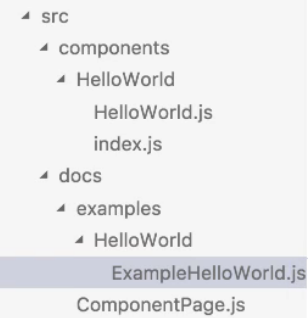 src
components
HelloWorld
HelloWorld.js
index.js
docs
examples
HelloWorld
ExampleHelloWorld.js
ComponentPage.js